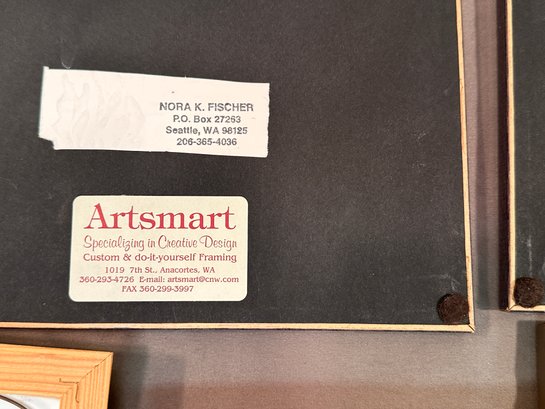 NORA K. FISCHER
P.O. Box 27263
Seattle, WA 98125
206-365-4036
Artsmart
Specializing in Creative Design
Custom & do-it-yourself Framing
1019 7th St., Anacortes, WA
360-293-4726 E-mail: artsmart@cnw.com
FAX 360-299-3997